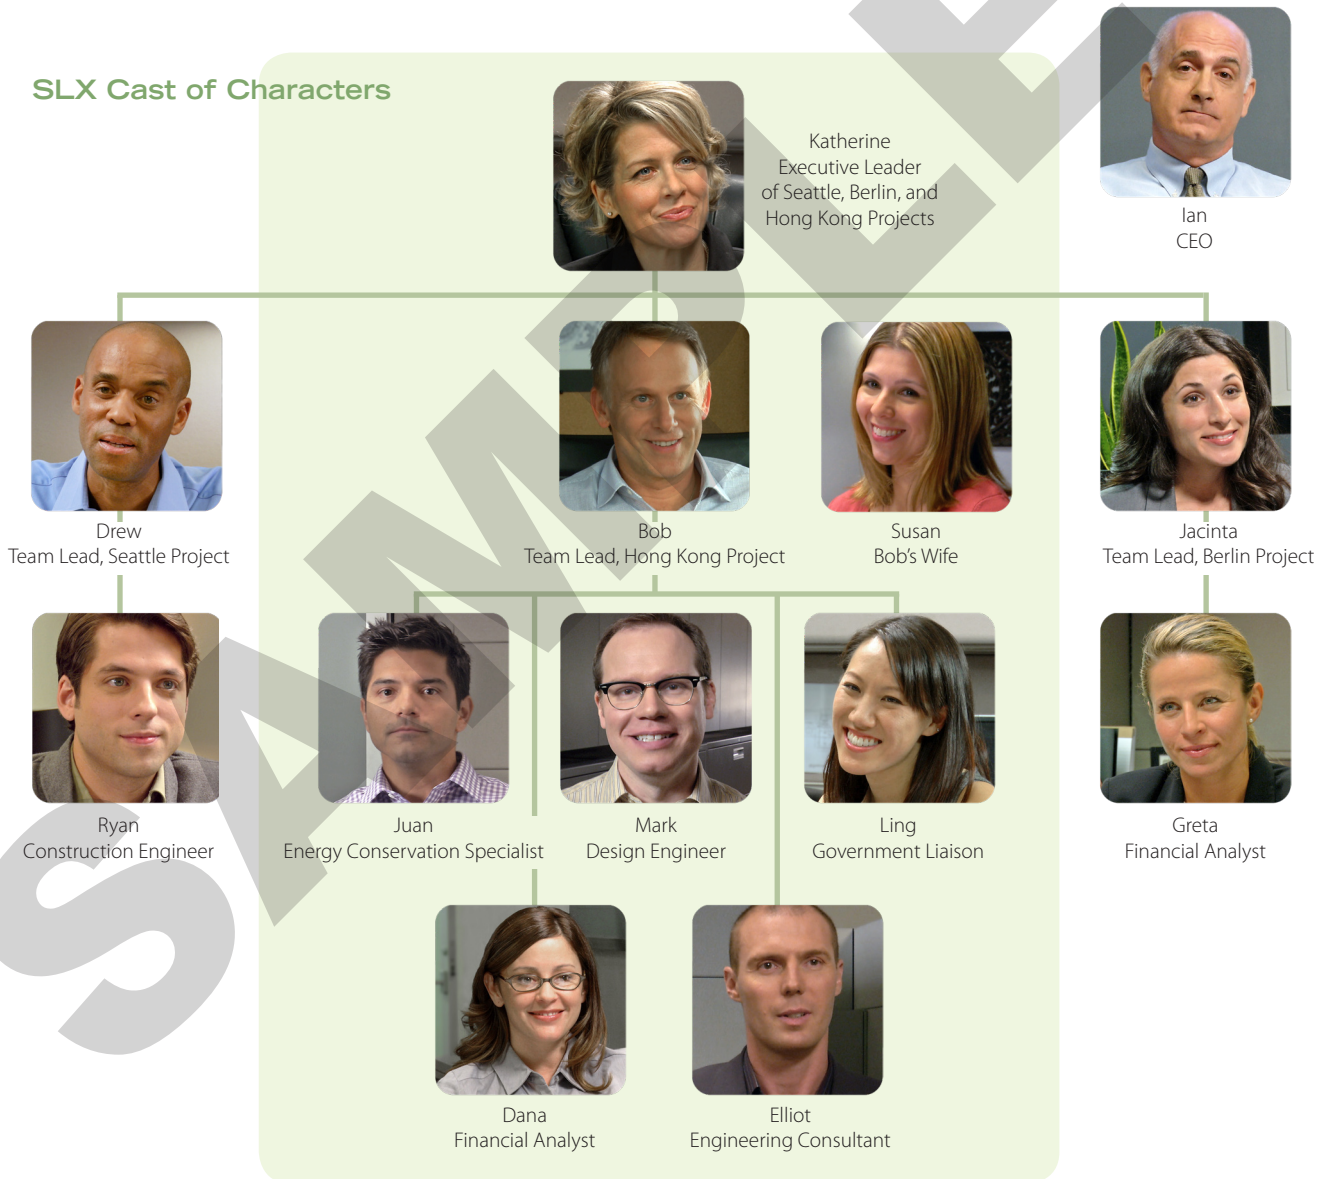 SLX Cast of Characters
Katherine
Executive Leader
of Seattle, Berlin, and
Hong Kong Projects
Ian
CEO
Drew
Team Lead, Seattle Project
Bob
Team Lead, Hong Kong Project
Susan
Bob's Wife
Jacinta
Team Lead, Berlin Project
Ryan
Construction Engineer
Juan
Energy Conservation Specialist
Mark
Design Engineer
Ling
Government Liaison
Greta
Financial Analyst
Dana
Financial Analyst
Elliot
Engineering Consultant
SAMPLE